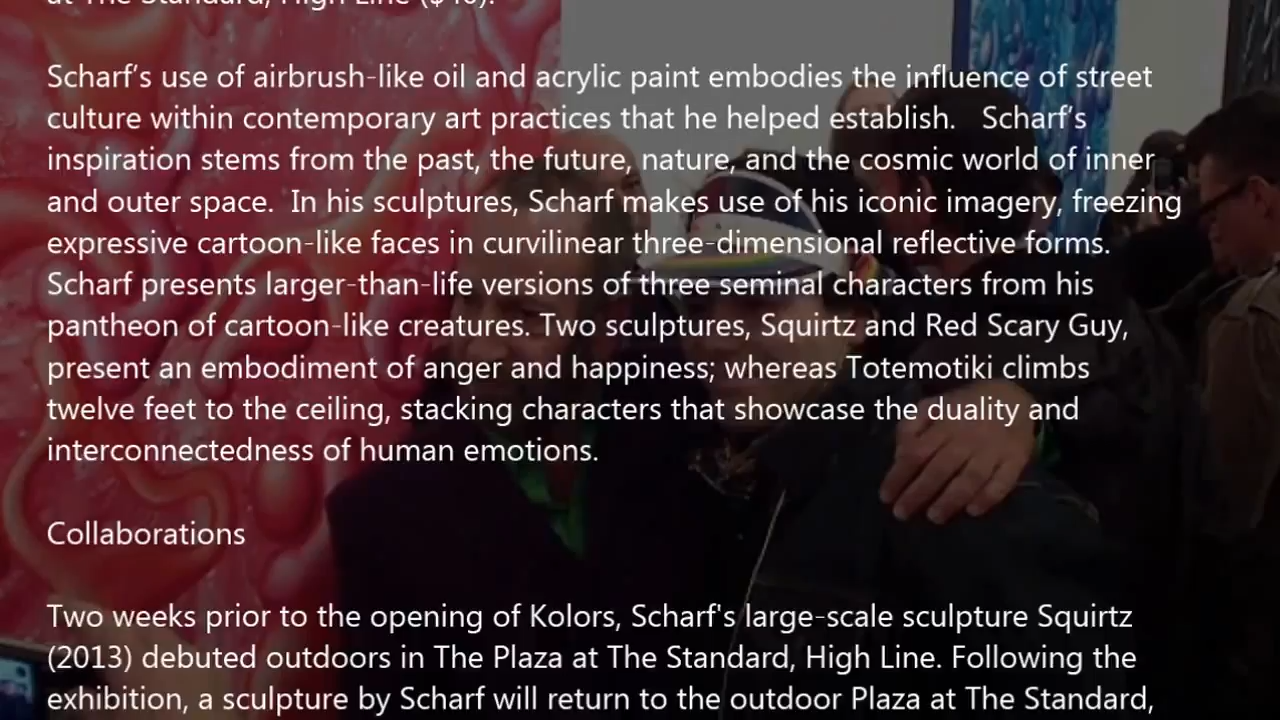 at The Standard, High Line ($40).
Scharf’s use of airbrush-like oil and acrylic paint embodies the influence of street
culture within contemporary art practices that he helped establish.   Scharf’s
inspiration stems from the past, the future, nature, and the cosmic world of inner
and outer space.  In his sculptures, Scharf makes use of his iconic imagery, freezing
expressive cartoon-like faces in curvilinear three-dimensional reflective forms.
Scharf presents larger-than-life versions of three seminal characters from his
pantheon of cartoon-like creatures. Two sculptures, Squirtz and Red Scary Guy,
present an embodiment of anger and happiness; whereas Totemotiki climbs
twelve feet to the ceiling, stacking characters that showcase the duality and
interconnectedness of human emotions.
Collaborations
Two weeks prior to the opening of Kolors, Scharf's large-scale sculpture Squirtz
(2013) debuted outdoors in The Plaza at The Standard, High Line. Following the
exhibition, a sculpture by Scharf will return to the outdoor Plaza at The Standard,